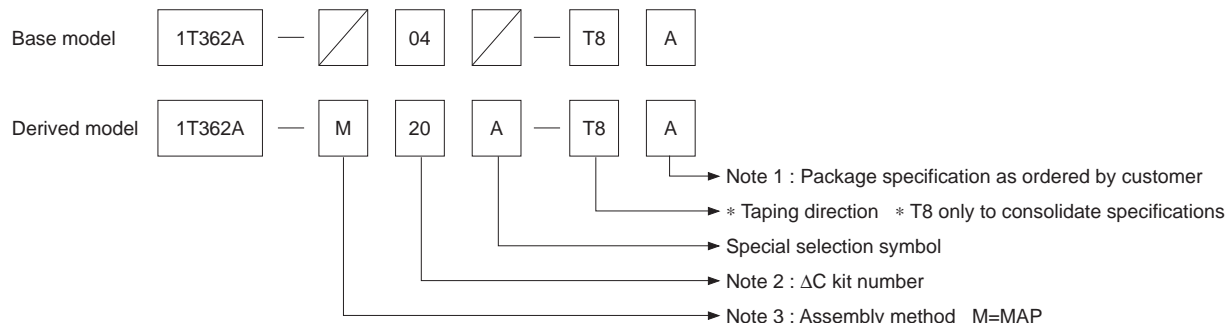 Base model 1T362A — 04 — T8 A
Derived model 1T362A — M 20 A — T8 A
Note 1 : Package specification as ordered by customer
∗ Taping direction ∗ T8 only to consolidate specifications
Special selection symbol
Note 2 : ΔC kit number
Note 3 : Assembly method M=MAP